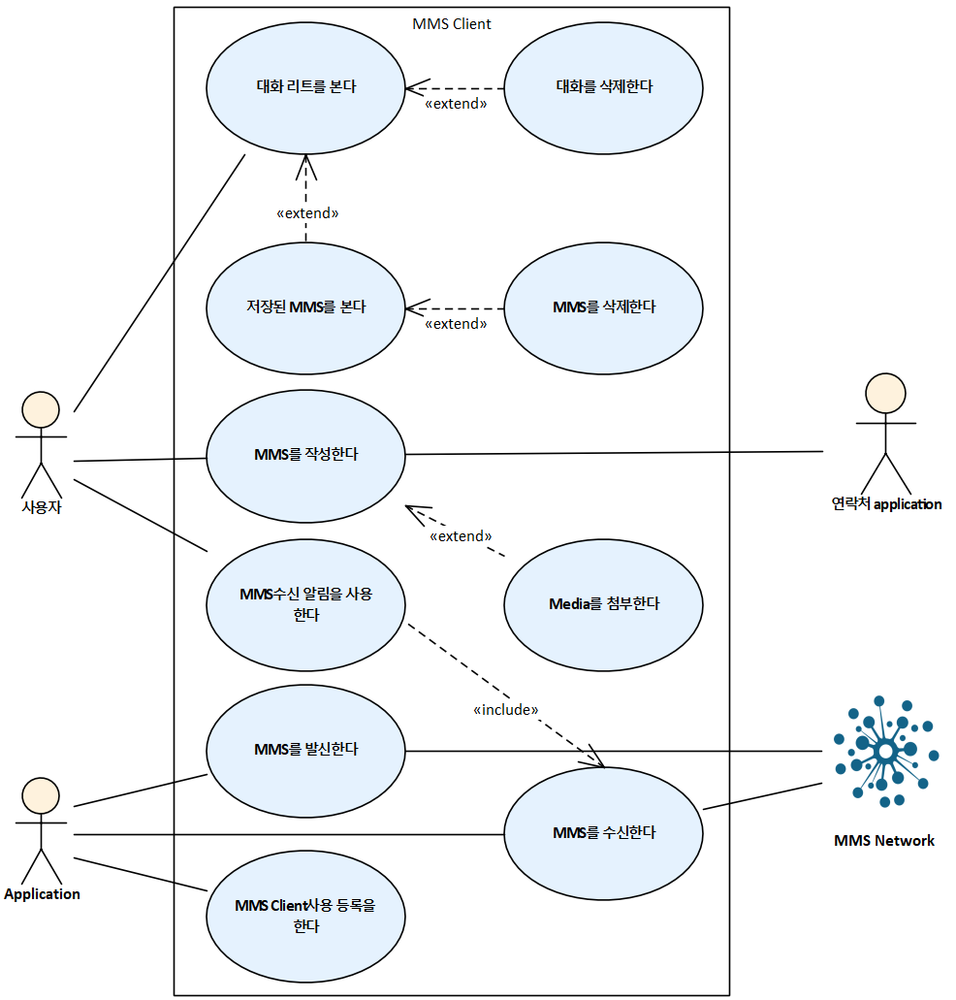 MMS Client
대화 리트를 본다
대화를 삭제한다
«extend»
«extend»
저장된 MMS를 본다
MMS를 삭제한다
«extend»
MMS를 작성한다
사용자
연락처 application
«extend»
MMS수신 알림을 사용
한다
Media를 첨부한다
«include»
MMS를 발신한다
MMS를 수신한다
MMS Network
Application
MMS Client사용 등록을
한다